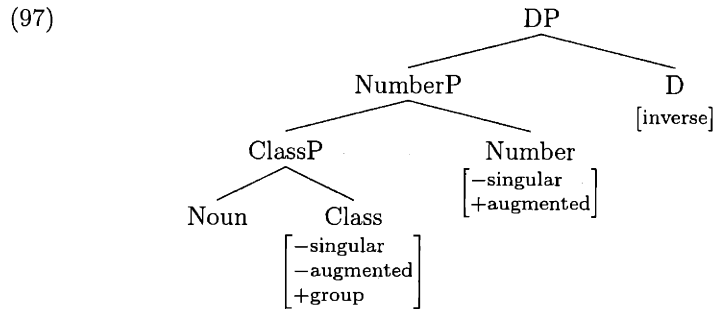 (97)
DP
NumberP D
[inverse]
ClassP Number
[−singular
+augmented]
Noun Class
[−singular
−augmented
+group]